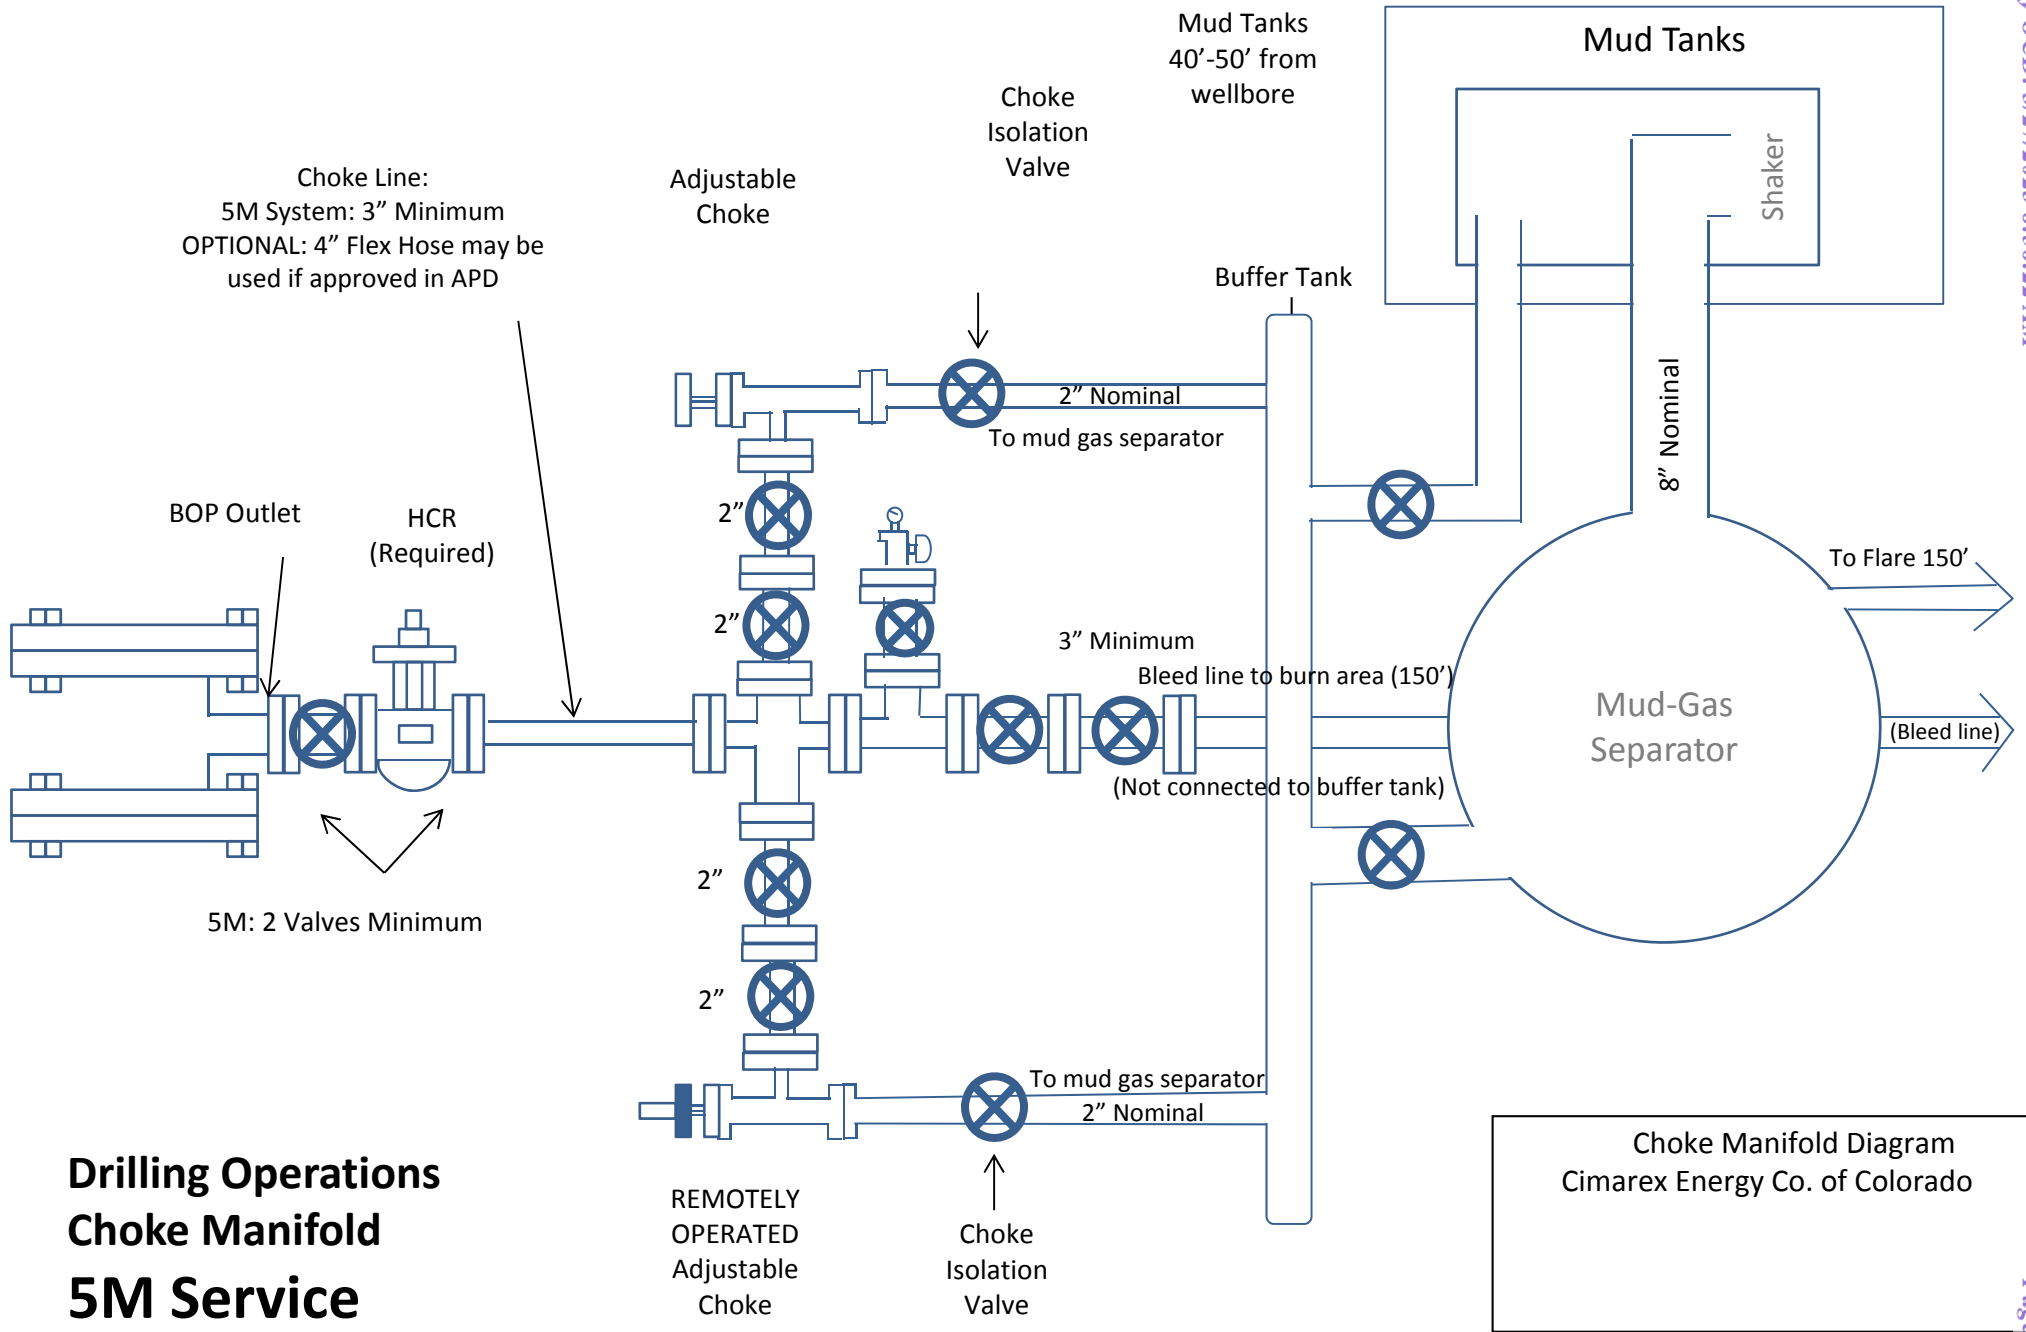 Mud Tanks
40’-50’ from
wellbore
Mud Tanks
Shaker
Choke
Isolation
Valve
Adjustable
Choke
Choke Line:
5M System: 3” Minimum
OPTIONAL: 4” Flex Hose may be
used if approved in APD
Buffer Tank
2” Nominal
To mud gas separator
8” Nominal
BOP Outlet
HCR
(Required)
2”
2”
To Flare 150’
3” Minimum
Bleed line to burn area (150’)
Mud-Gas
Separator
(Bleed line)
(Not connected to buffer tank)
5M: 2 Valves Minimum
2”
2”
To mud gas separator
2” Nominal
REMOTELY
OPERATED
Adjustable
Choke
Choke
Isolation
Valve
Drilling Operations
Choke Manifold
5M Service
Choke Manifold Diagram
Cimarex Energy Co. of Colorado